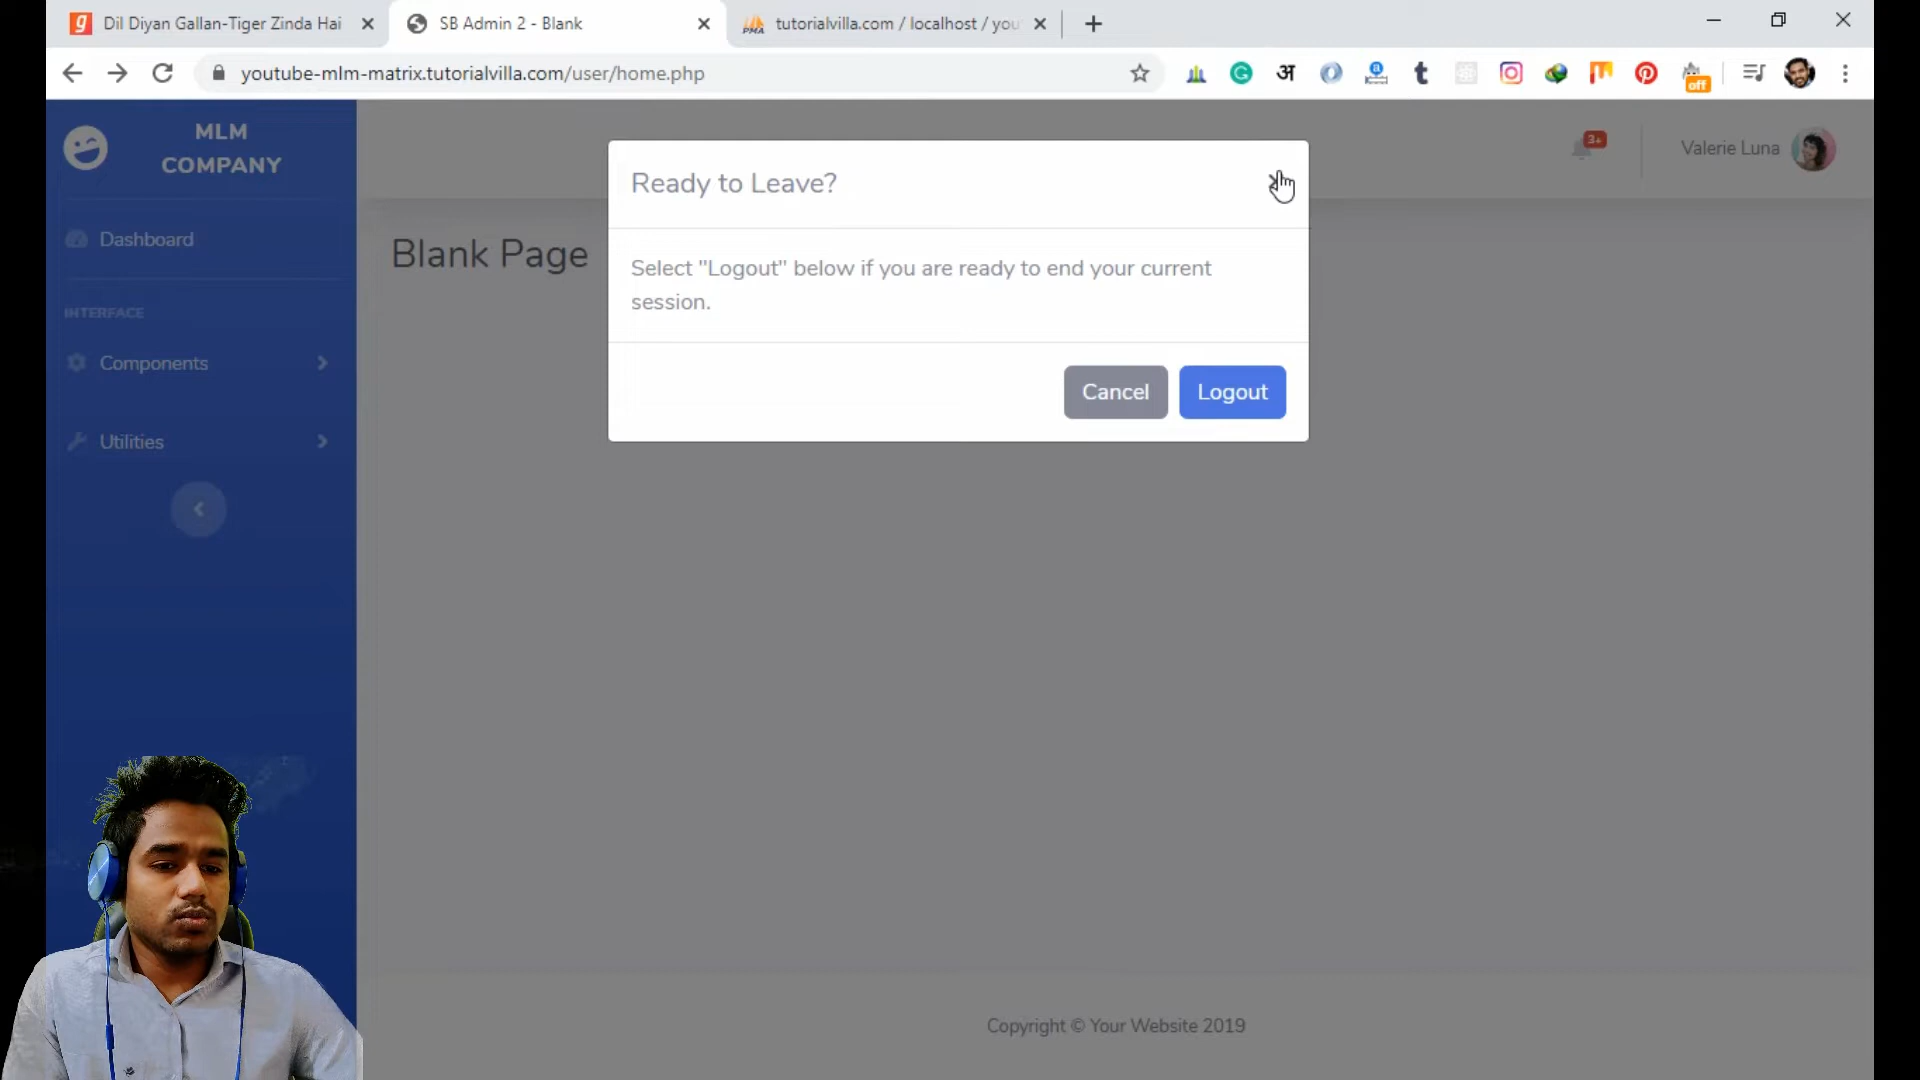 Dil Diyan Gallan-Tiger Zinda Hai
SB Admin 2 - Blank
tutorialvilla.com / localhost / you
youtube-mlm-matrix.tutorialvilla.com/user/home.php
अ
off
MLM
COMPANY
3+
Valerie Luna
Ready to Leave?
Dashboard
Blank Page
Select "Logout" below if you are ready to end your current
session.
INTERFACE
Components
Cancel
Logout
Utilities
Copyright © Your Website 2019